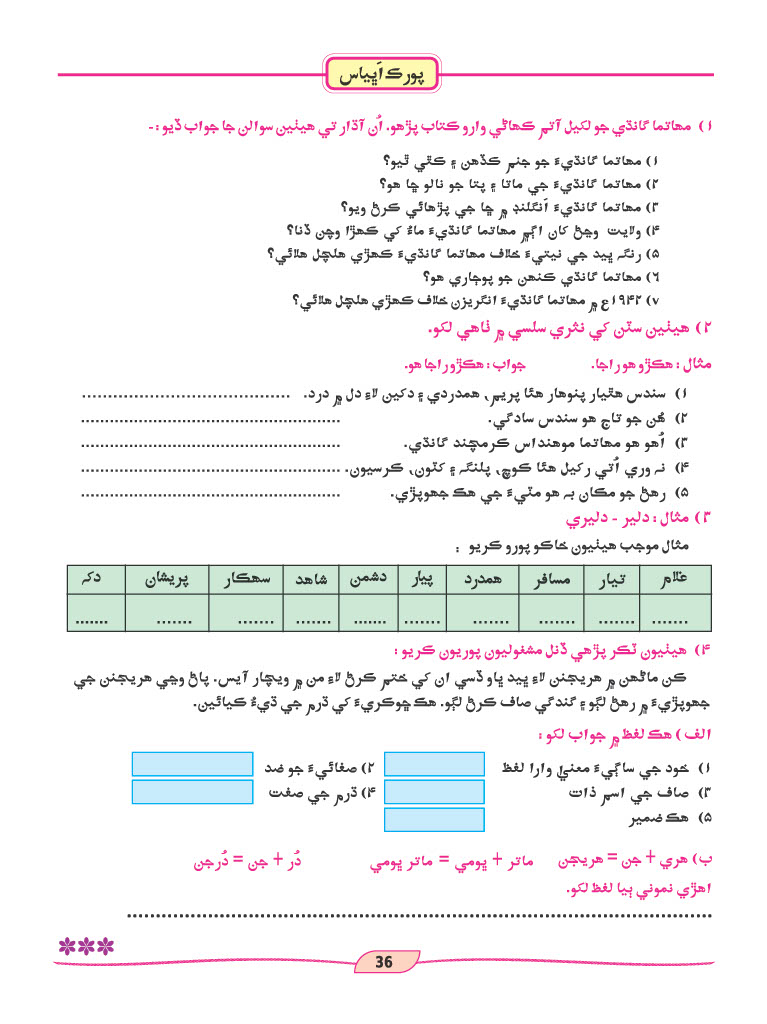 پورڪ اَڀياس
۱) مهاتما گانڌي جو لکيل آتم ڪهاڻي وارو ڪتاب پڙهو. اُن آڌار تي هيٺين سوالن جا جواب ڏيو :-
۱) مهاتما گانڌيءَ جو جنم ڪڏهن ۽ ڪٿي ٿيو؟
۲) مهاتما گانڌيءَ جي ماتا ۽ پتا جو نالو ڇا هو؟
۳) مهاتما گانڌيءَ اَنگلنڊ ۾ ڇا جي پڙهائي ڪرڻ ويو؟
۴) ولايت وڃڻ کان اڳ ۾ مهاتما گانڌيءَ ماءُ کي ڪهڙا وچن ڏنا؟
۵) رنگ ڀيد جي نيتيءَ خلاف مهاتما گانڌيءَ ڪهڙي هلچل هلائي؟
۶) مهاتما گانڌي ڪنهن جو پوڄاري هو؟
۷) ۱۹۴۲ع ۾ مهاتما گانڌيءَ انگريزن خلاف ڪهڙي هلچل هلائي؟
۲) هيٺين سٽن کي نثري سلسي ۾ ٺاهي لکو.
مثال : هڪڙو هو راجا. جواب : هڪڙو راجا هو.
۱) سندس هٿيار پنوهار هئا پريم، همدردي ۽ دکين لاءِ دل ۾ درد. ........................................
۲) هُن جو تاج هو سندس سادگي. ....................................................
۳) اُهو هو مهاتما موهنداس ڪرمچند گانڌي. ....................................................
۴) نه وري اُتي رکيل هئا ڪوچ، پلنگ ۽ کٽون، ڪرسيون. ....................................................
۵) رهڻ جو مڪان به هو مٽيءَ جي هڪ جهوپڙي. ....................................................
۳) مثال : دلير - دليري
مثال موجب هيٺيون خاڪو پورو ڪريو :
غلام تيار مسافر همدرد پيار دشمن شاهد سهڪار پريشان دک
....... ....... ....... ....... ....... ....... ....... ....... ....... .......
۴) هيٺيون ٽڪر پڙهي ڏنل مشغوليون پوريون ڪريو :
ڪن ماڻهن ۾ هريجنن لاءِ ڀيد ڀاو ڏسي ان کي ختم ڪرڻ لاءِ من ۾ ويچار آيس. پاڻ وڃي هريجنن جي
جهوپڙيءَ ۾ رهڻ لڳو ۽ گندگي صاف ڪرڻ لڳو. هڪ ڇوڪريءَ کي ڌرم جي ڌيءُ ڪيائين.
الف) هڪ لفظ ۾ جواب لکو :
۱) خود جي ساڳيءَ معنيٰ وارا لفظ ۲) صفائيءَ جو ضد
۳) صاف جي اسم ذات ۴) ڌرم جي صفت
۵) هڪ ضمير
ب) هري + جن = هريجن ماتر + ڀومي = ماتر ڀومي دُر + جن = دُرجن
اهڙي نموني ٻيا لفظ لکو.
....................................................................................................
36